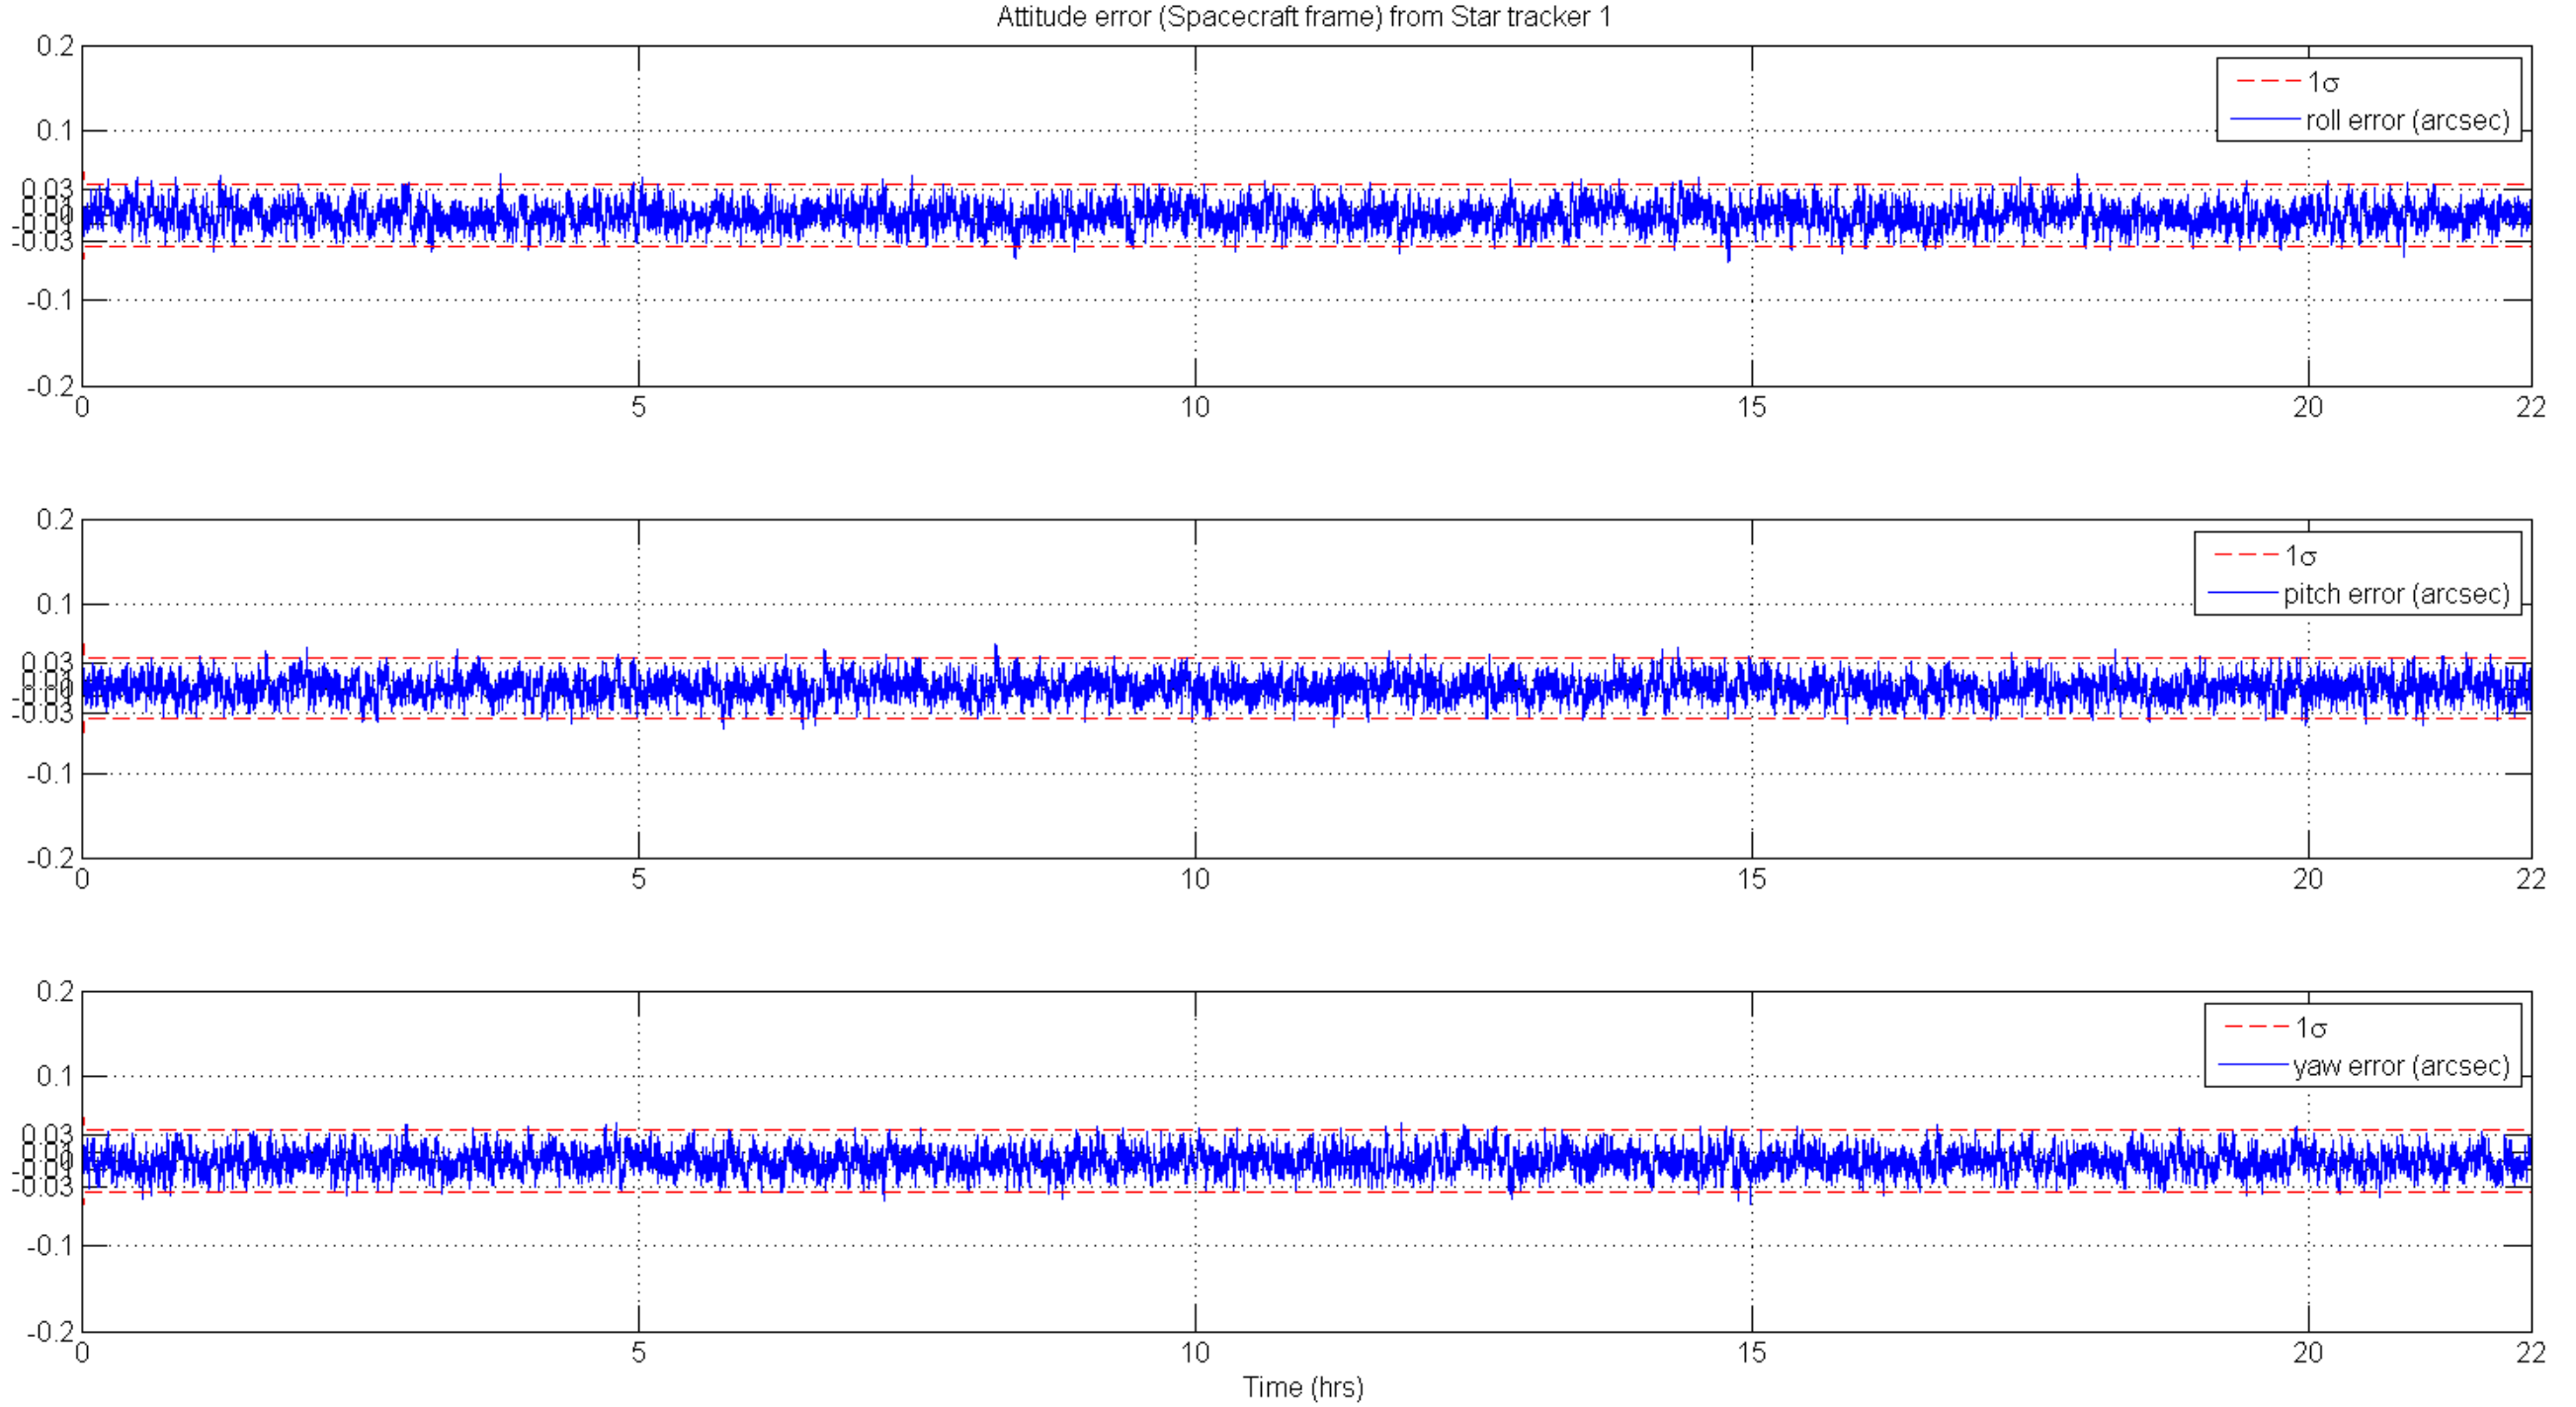 Attitude error (Spacecraft frame) from Star tracker 1
0.2
0.1
0.03
0
-0.03
-0.1
-0.2
0 5 10 15 20 22
1σ
roll error (arcsec)
0.2
0.1
0.03
0
-0.03
-0.1
-0.2
0 5 10 15 20 22
1σ
pitch error (arcsec)
0.2
0.1
0.03
0
-0.03
-0.1
-0.2
0 5 10 15 20 22
1σ
yaw error (arcsec)
Time (hrs)